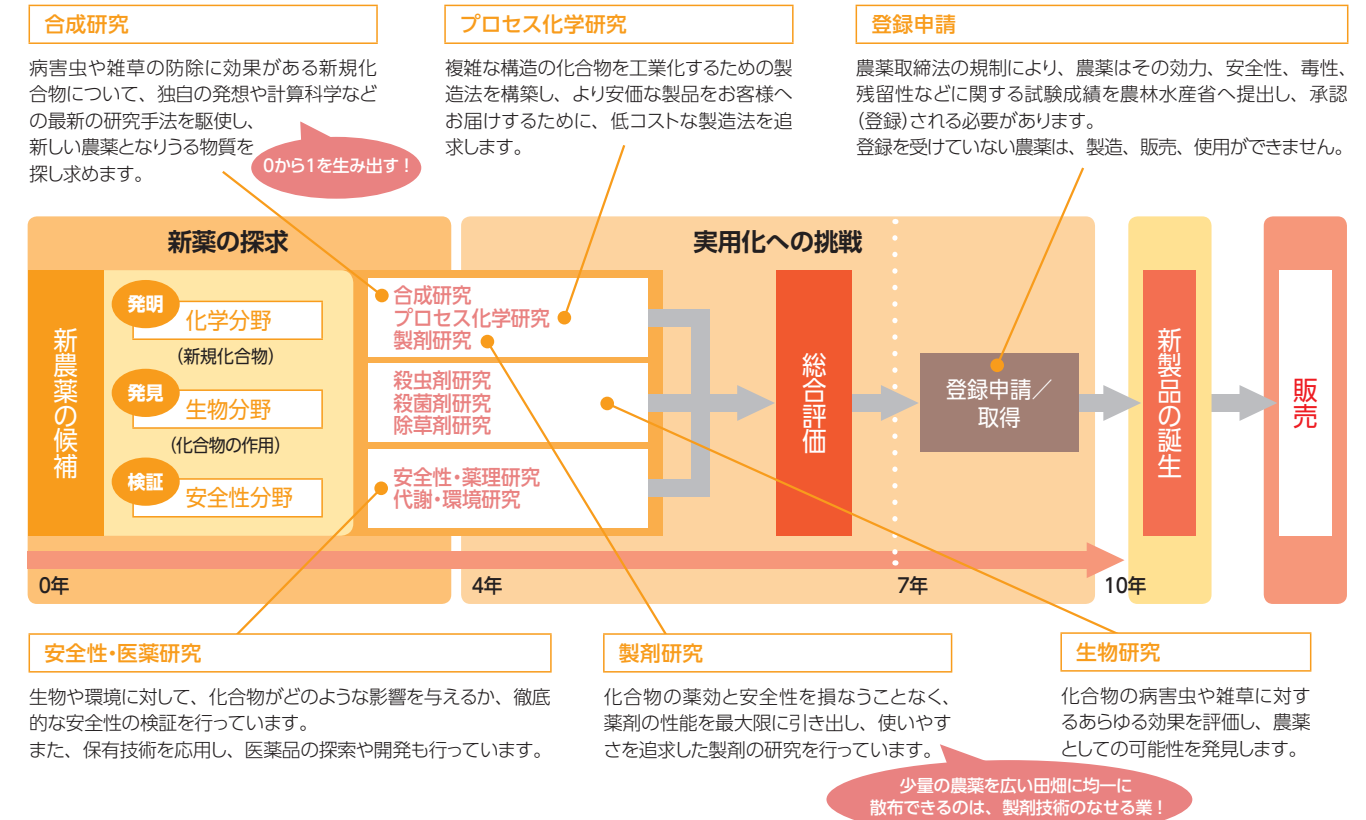 合成研究
病害虫や雑草の防除に効果がある新規化
合物について、独自の発想や計算科学など
の最新の研究手法を駆使し、
新しい農薬となりうる物質を
探し求めます。
0から1を生み出す！
プロセス化学研究
複雑な構造の化合物を工業化するための製
造法を構築し、より安価な製品をお客様へ
お届けするために、低コストな製造法を追
求します。
登録申請
農薬取締法の規制により、農薬はその効力、安全性、毒性、
残留性などに関する試験成績を農林水産省へ提出し、承認
(登録)される必要があります。
登録を受けていない農薬は、製造、販売、使用ができません。
新薬の探求
実用化への挑戦
新農薬の候補
発明
化学分野
(新規化合物)
発見
生物分野
(化合物の作用)
検証
安全性分野
合成研究
プロセス化学研究
製剤研究
殺虫剤研究
殺菌剤研究
除草剤研究
安全性・薬理研究
代謝・環境研究
総合評価
登録申請／
取得
新製品の誕生
販売
0年
4年
7年
10年
安全性・医薬研究
生物や環境に対して、化合物がどのような影響を与えるか、徹底
的な安全性の検証を行っています。
また、保有技術を応用し、医薬品の探索や開発も行っています。
製剤研究
化合物の薬効と安全性を損なうことなく、
薬剤の性能を最大限に引き出し、使いやす
さを追求した製剤の研究を行っています。
少量の農薬を広い田畑に均一に
散布できるのは、製剤技術のなせる業！
生物研究
化合物の病害虫や雑草に対す
るあらゆる効果を評価し、農薬
としての可能性を発見します。